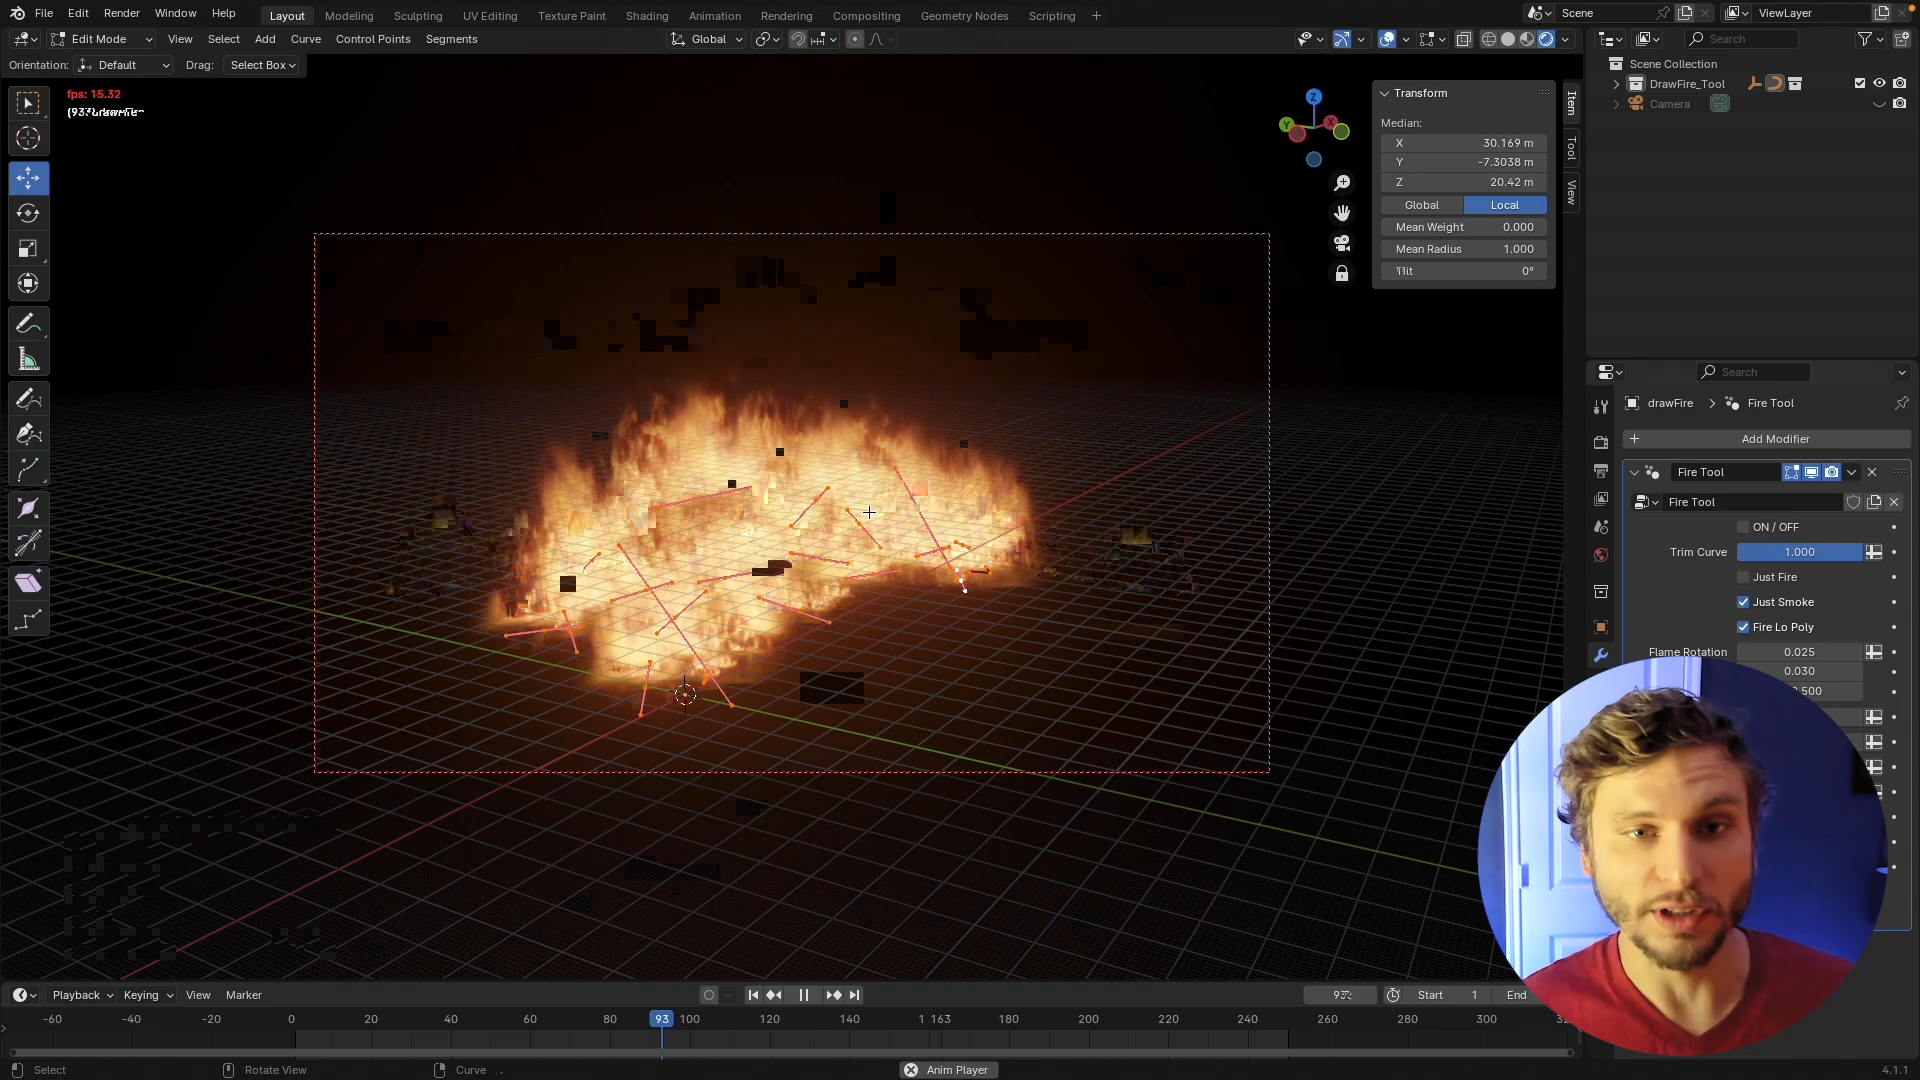 File Edit Render Window Help Layout Modeling Sculpting UV Editing Texture Paint Shading Animation Rendering Compositing Geometry Nodes Scripting + Scene ViewLayer
Edit Mode View Select Add Curve Control Points Segments Global Search
Orientation: Default Drag: Select Box
Scene Collection
DrawFire_Tool
Camera
fps: 15.32
Z
Y
X
Transform
Median:
X 30.169 m
Y -7.3038 m
Z 20.42 m
Global Local
Mean Weight 0.000
Mean Radius 1.000
Tilt 0°
Item
Tool
View
Search
drawFire > Fire Tool
+ Add Modifier
Fire Tool
Fire Tool
ON / OFF
Trim Curve 1.000
Just Fire
Just Smoke
Fire Lo Poly
Flame Rotation 0.025
0.030
Playback Keying View Marker Start 1 End
-60 -40 -20 0 20 40 60 80 93 100 120 140 1 163 180 200 220 240 260 280 300
Select Rotate View Curve Anim Player 4.1.1